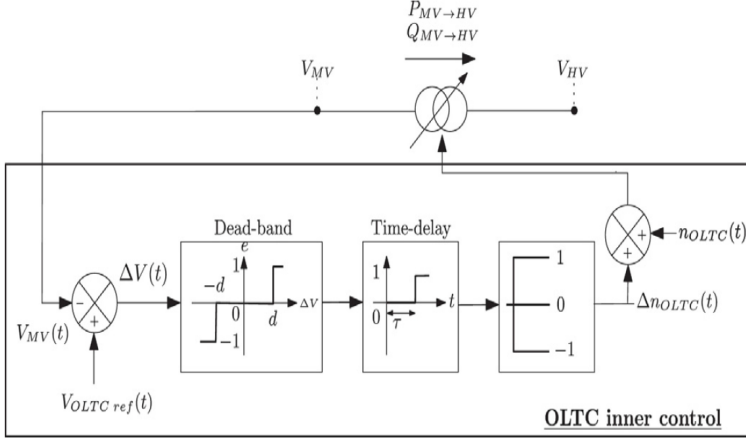 P_{MV→HV}
Q_{MV→HV}
V_{MV}
V_{HV}
Dead-band
Time-delay
e
1
-d
0
d
ΔV
-1
1
0
τ
t
1
0
-1
+
+
n_{OLTC}(t)
Δn_{OLTC}(t)
ΔV(t)
-
+
V_{MV}(t)
V_{OLTC ref}(t)
OLTC inner control